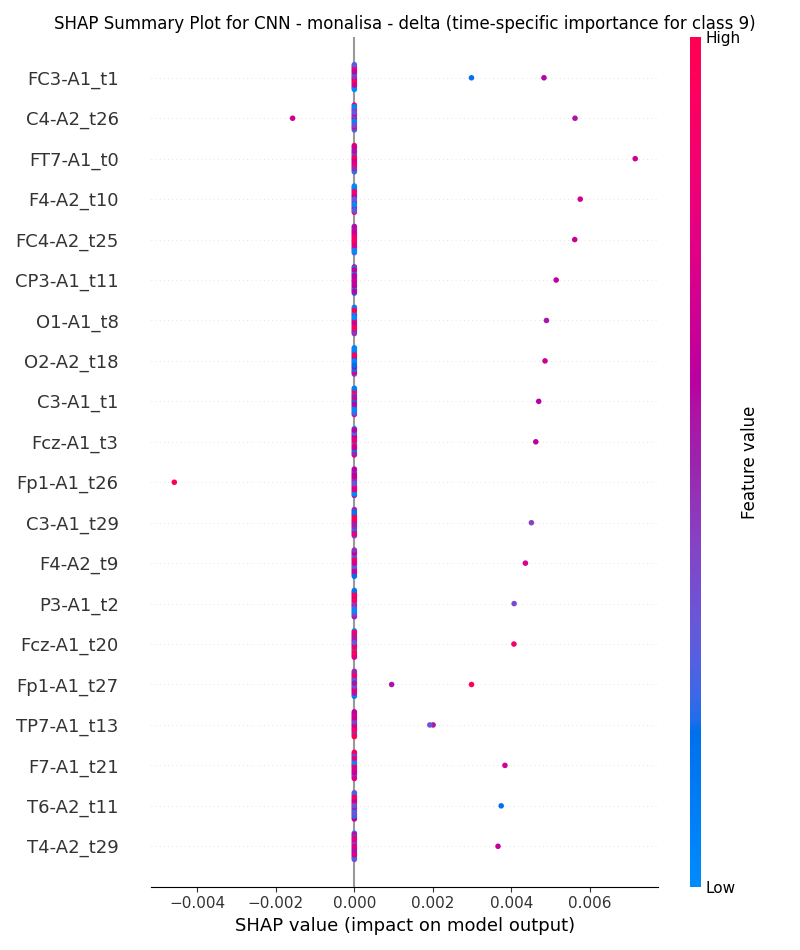 SHAP Summary Plot for CNN - monalisa - delta (time-specific importance for class 9)
High
FC3-A1_t1
C4-A2_t26
FT7-A1_t0
F4-A2_t10
FC4-A2_t25
CP3-A1_t11
O1-A1_t8
O2-A2_t18
C3-A1_t1
Fcz-A1_t3
Fp1-A1_t26
C3-A1_t29
F4-A2_t9
P3-A1_t2
Fcz-A1_t20
Fp1-A1_t27
TP7-A1_t13
F7-A1_t21
T6-A2_t11
T4-A2_t29
Feature value
Low
−0.004 −0.002 0.000 0.002 0.004 0.006
SHAP value (impact on model output)